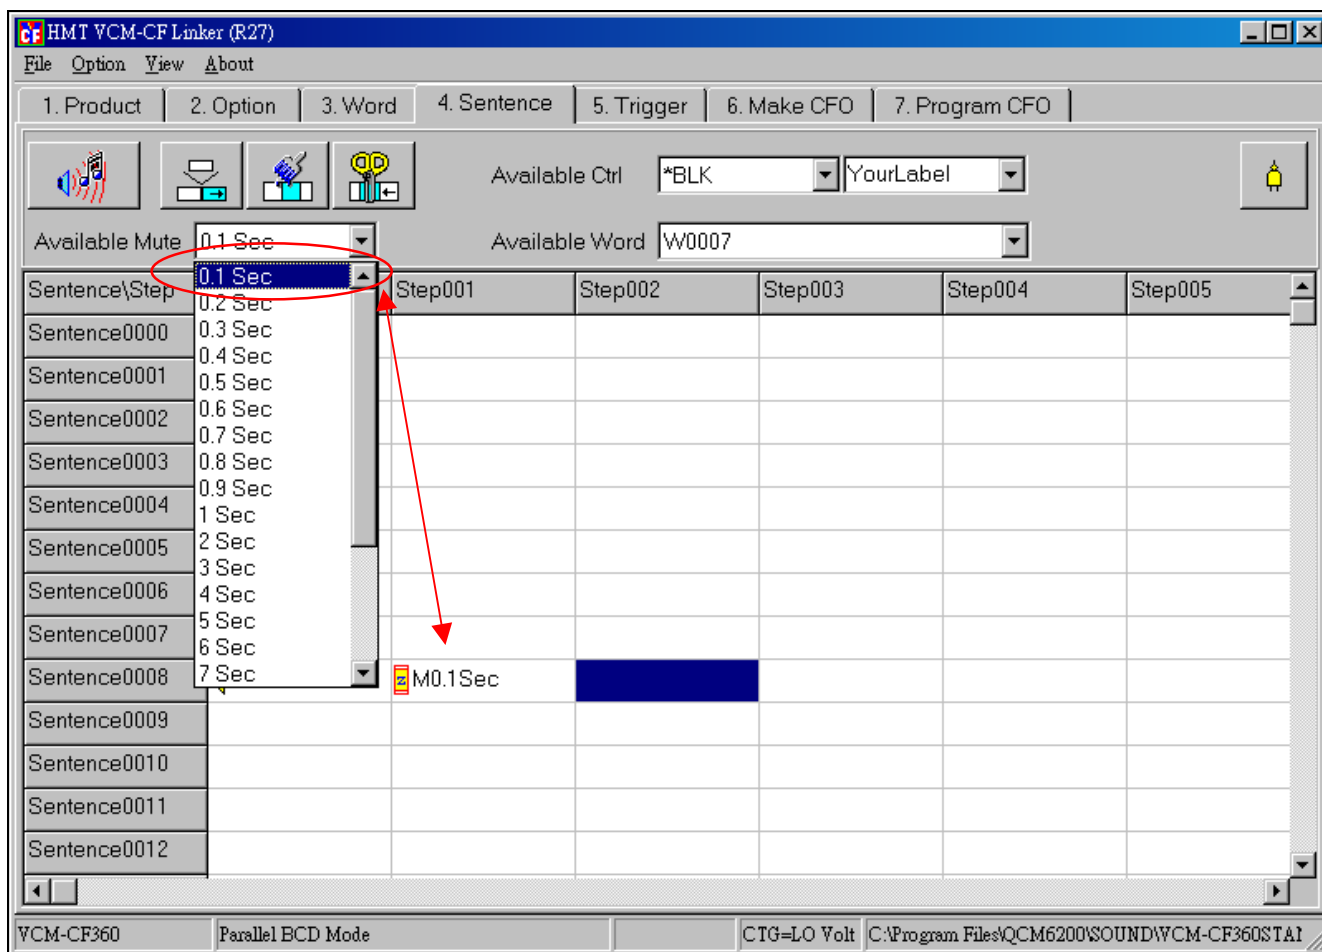 HMT VCM-CF Linker (R27)
File Option View About
1. Product 2. Option 3. Word 4. Sentence 5. Trigger 6. Make CFO 7. Program CFO
Available Ctrl *BLK YourLabel
Available Mute 0.1 Sec Available Word W0007
Sentence\Step Step001 Step002 Step003 Step004 Step005
0.1 Sec
0.2 Sec
0.3 Sec
0.4 Sec
0.5 Sec
0.6 Sec
0.7 Sec
0.8 Sec
0.9 Sec
1 Sec
2 Sec
3 Sec
4 Sec
5 Sec
6 Sec
7 Sec
Sentence0000
Sentence0001
Sentence0002
Sentence0003
Sentence0004
Sentence0005
Sentence0006
Sentence0007
Sentence0008 z M0.1Sec
Sentence0009
Sentence0010
Sentence0011
Sentence0012
VCM-CF360 Parallel BCD Mode CTG=LO Volt C:\Program Files\QCM6200\SOUND\VCM-CF360STAI